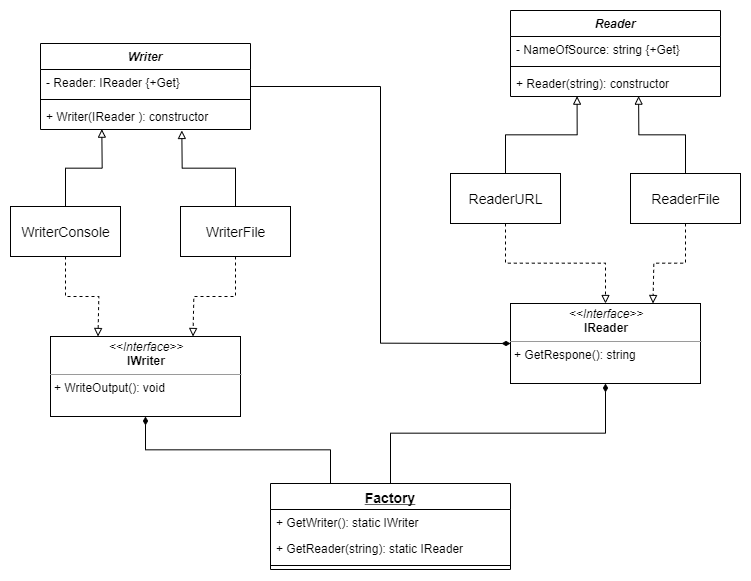 Reader
- NameOfSource: string {+Get}
+ Reader(string): constructor
Writer
- Reader: IReader {+Get}
+ Writer(IReader ): constructor
ReaderURL
ReaderFile
WriterConsole
WriterFile
<<Interface>>
IReader
+ GetRespone(): string
<<Interface>>
IWriter
+ WriteOutput(): void
Factory
+ GetWriter(): static IWriter
+ GetReader(string): static IReader